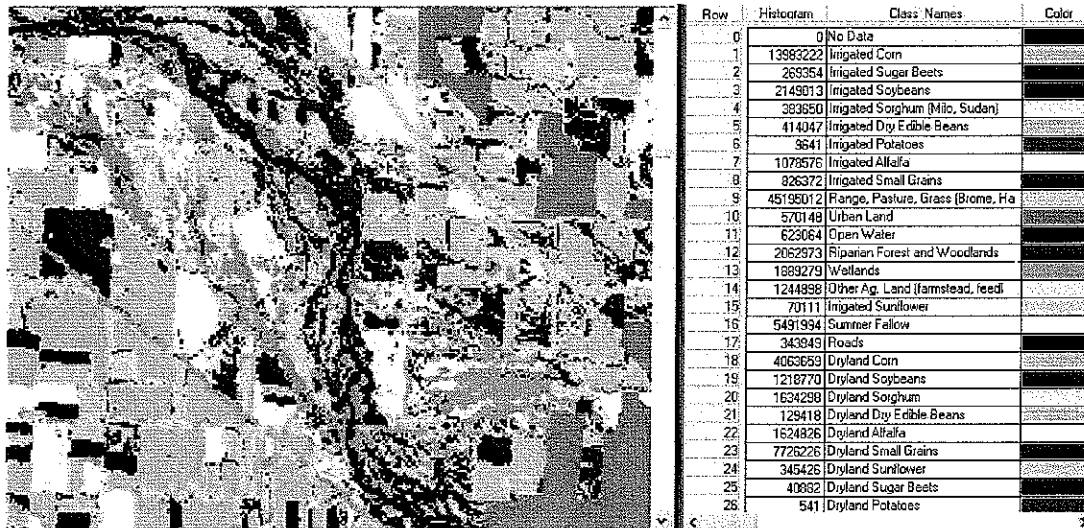 Row Histogram Class_Names Color
0 0 No Data
1 13983222 Irrigated Corn
2 269354 Irrigated Sugar Beets
3 2149813 Irrigated Soybeans
4 383650 Irrigated Sorghum (Milo, Sudan)
5 414047 Irrigated Dry Edible Beans
6 9641 Irrigated Potatoes
7 1078576 Irrigated Alfalfa
8 826372 Irrigated Small Grains
9 45195012 Range, Pasture, Grass (Brome, Ha
10 570148 Urban Land
11 623064 Open Water
12 2062973 Riparian Forest and Woodlands
13 1889279 Wetlands
14 1244898 Other Ag. Land (farmstead, feedl
15 70111 Irrigated Sunflower
16 5491994 Summer Fallow
17 343949 Roads
18 4063659 Dryland Corn
19 1218770 Dryland Soybeans
20 1634298 Dryland Sorghum
21 129418 Dryland Dry Edible Beans
22 1624826 Dryland Alfalfa
23 7726226 Dryland Small Grains
24 345426 Dryland Sunflower
25 40862 Dryland Sugar Beets
26 541 Dryland Potatoes